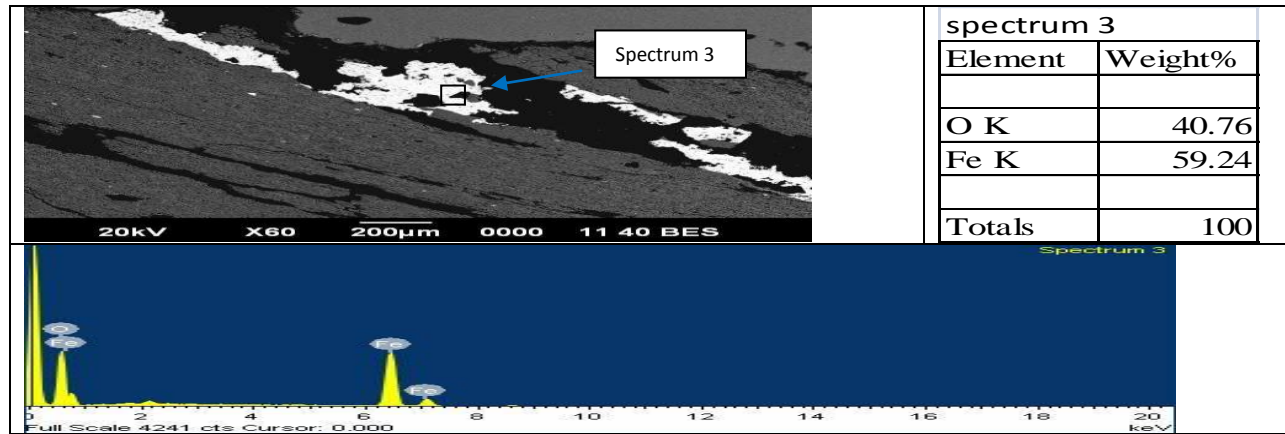 Spectrum 3
20kV X60 200µm 0000 11 40 BES
spectrum 3
Element Weight%
O K 40.76
Fe K 59.24
Totals 100
Spectrum 3
O
Fe
Fe
Fe
0 2 4 6 8 10 12 14 16 18 20
Full Scale 4241 cts Cursor: 0.000 keV